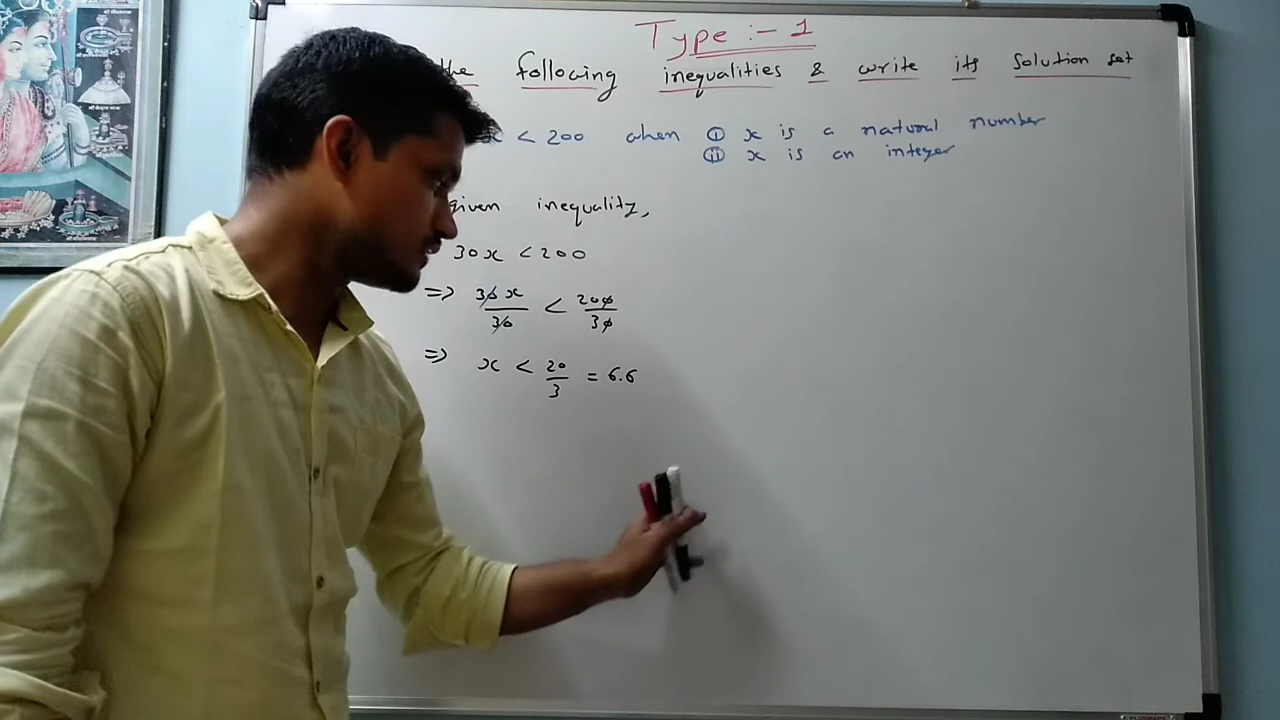 Type :- 1
the following inequalities & write its solution set
x < 200 when (i) x is a natural number
(ii) x is an integer
given inequality,
30x < 200
=> 30x/30 < 200/30
=> x < 20/3 = 6.6